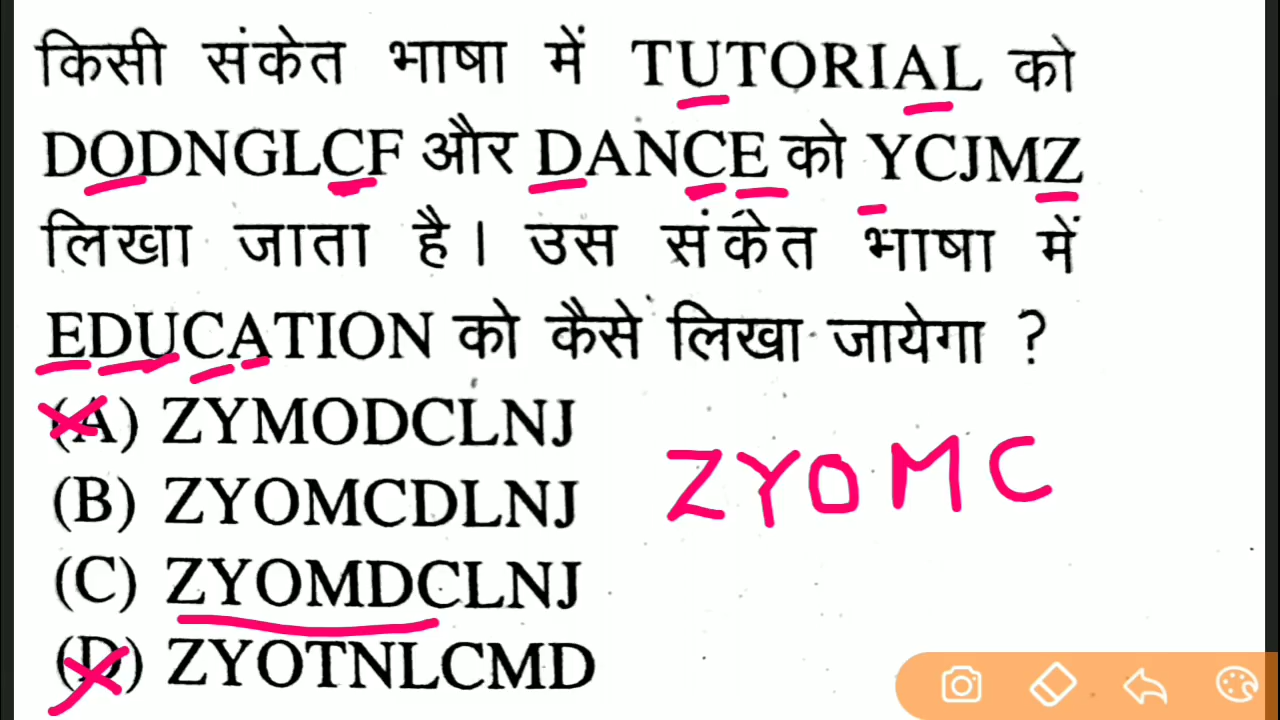 किसी संकेत भाषा में TUTORIAL को
DODNGLCF और DANCE को YCJMZ
लिखा जाता है। उस संकेत भाषा में
EDUCATION को कैसे लिखा जायेगा ?
(A) ZYMODCLNJ
(B) ZYOMCDLNJ
ZYOMC
(C) ZYOMDCLNJ
(D) ZYOTNLCMD